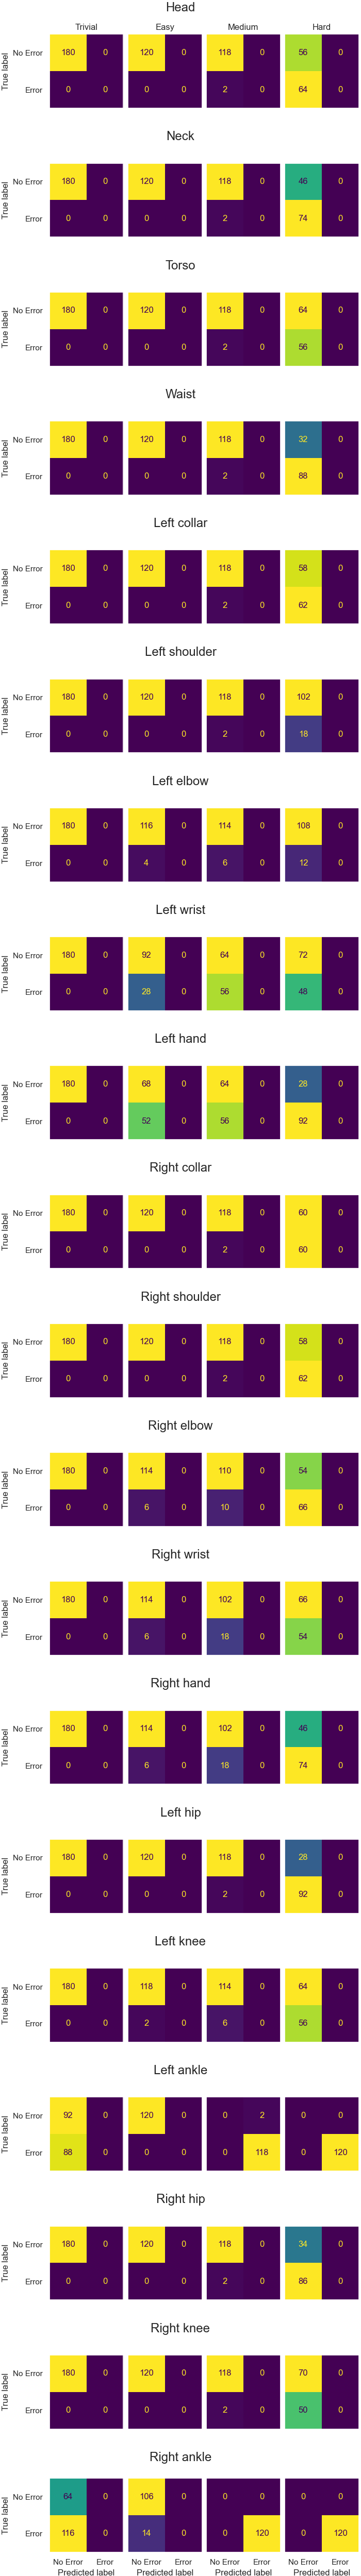 Head
Trivial Easy Medium Hard
True label
No Error 180 0 120 0 118 0 56 0
Error 0 0 0 0 2 0 64 0
Neck
True label
No Error 180 0 120 0 118 0 46 0
Error 0 0 0 0 2 0 74 0
Torso
True label
No Error 180 0 120 0 118 0 64 0
Error 0 0 0 0 2 0 56 0
Waist
True label
No Error 180 0 120 0 118 0 32 0
Error 0 0 0 0 2 0 88 0
Left collar
True label
No Error 180 0 120 0 118 0 58 0
Error 0 0 0 0 2 0 62 0
Left shoulder
True label
No Error 180 0 120 0 118 0 102 0
Error 0 0 0 0 2 0 18 0
Left elbow
True label
No Error 180 0 116 0 114 0 108 0
Error 0 0 4 0 6 0 12 0
Left wrist
True label
No Error 180 0 92 0 64 0 72 0
Error 0 0 28 0 56 0 48 0
Left hand
True label
No Error 180 0 68 0 64 0 28 0
Error 0 0 52 0 56 0 92 0
Right collar
True label
No Error 180 0 120 0 118 0 60 0
Error 0 0 0 0 2 0 60 0
Right shoulder
True label
No Error 180 0 120 0 118 0 58 0
Error 0 0 0 0 2 0 62 0
Right elbow
True label
No Error 180 0 114 0 110 0 54 0
Error 0 0 6 0 10 0 66 0
Right wrist
True label
No Error 180 0 114 0 102 0 66 0
Error 0 0 6 0 18 0 54 0
Right hand
True label
No Error 180 0 114 0 102 0 46 0
Error 0 0 6 0 18 0 74 0
Left hip
True label
No Error 180 0 120 0 118 0 28 0
Error 0 0 0 0 2 0 92 0
Left knee
True label
No Error 180 0 118 0 114 0 64 0
Error 0 0 2 0 6 0 56 0
Left ankle
True label
No Error 92 0 120 0 0 2 0 0
Error 88 0 0 0 0 118 0 120
Right hip
True label
No Error 180 0 120 0 118 0 34 0
Error 0 0 0 0 2 0 86 0
Right knee
True label
No Error 180 0 120 0 118 0 70 0
Error 0 0 0 0 2 0 50 0
Right ankle
True label
No Error 64 0 106 0 0 0 0 0
Error 116 0 14 0 0 120 0 120
No Error Error No Error Error No Error Error No Error Error
Predicted label Predicted label Predicted label Predicted label